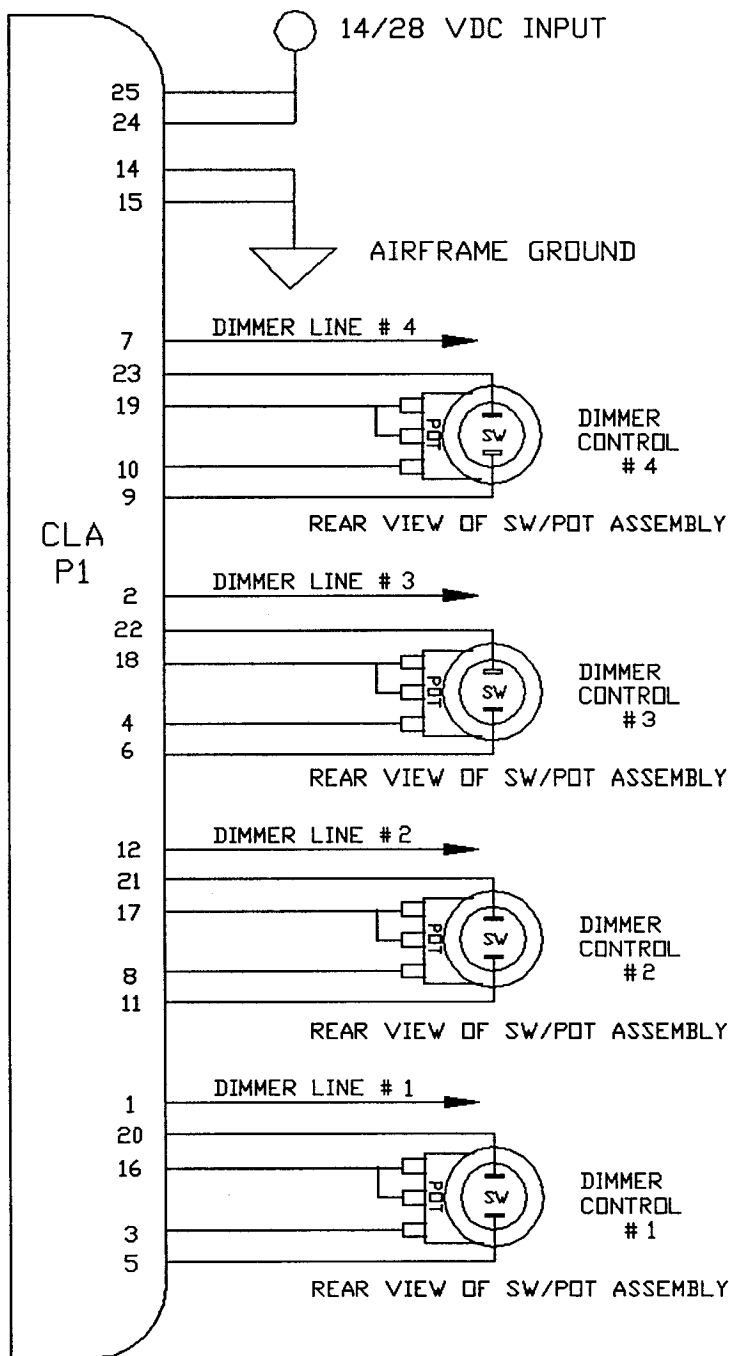 14/28 VDC INPUT
25
24
14
15
AIRFRAME GROUND
7 DIMMER LINE # 4
23
19
POT SW
DIMMER
CONTROL
# 4
10
9
REAR VIEW OF SW/POT ASSEMBLY
CLA
P1
2 DIMMER LINE # 3
22
18
POT SW
DIMMER
CONTROL
#3
4
6
REAR VIEW OF SW/POT ASSEMBLY
12 DIMMER LINE #2
21
17
POT SW
DIMMER
CONTROL
#2
8
11
REAR VIEW OF SW/POT ASSEMBLY
1 DIMMER LINE # 1
20
16
POT SW
DIMMER
CONTROL
# 1
3
5
REAR VIEW OF SW/POT ASSEMBLY